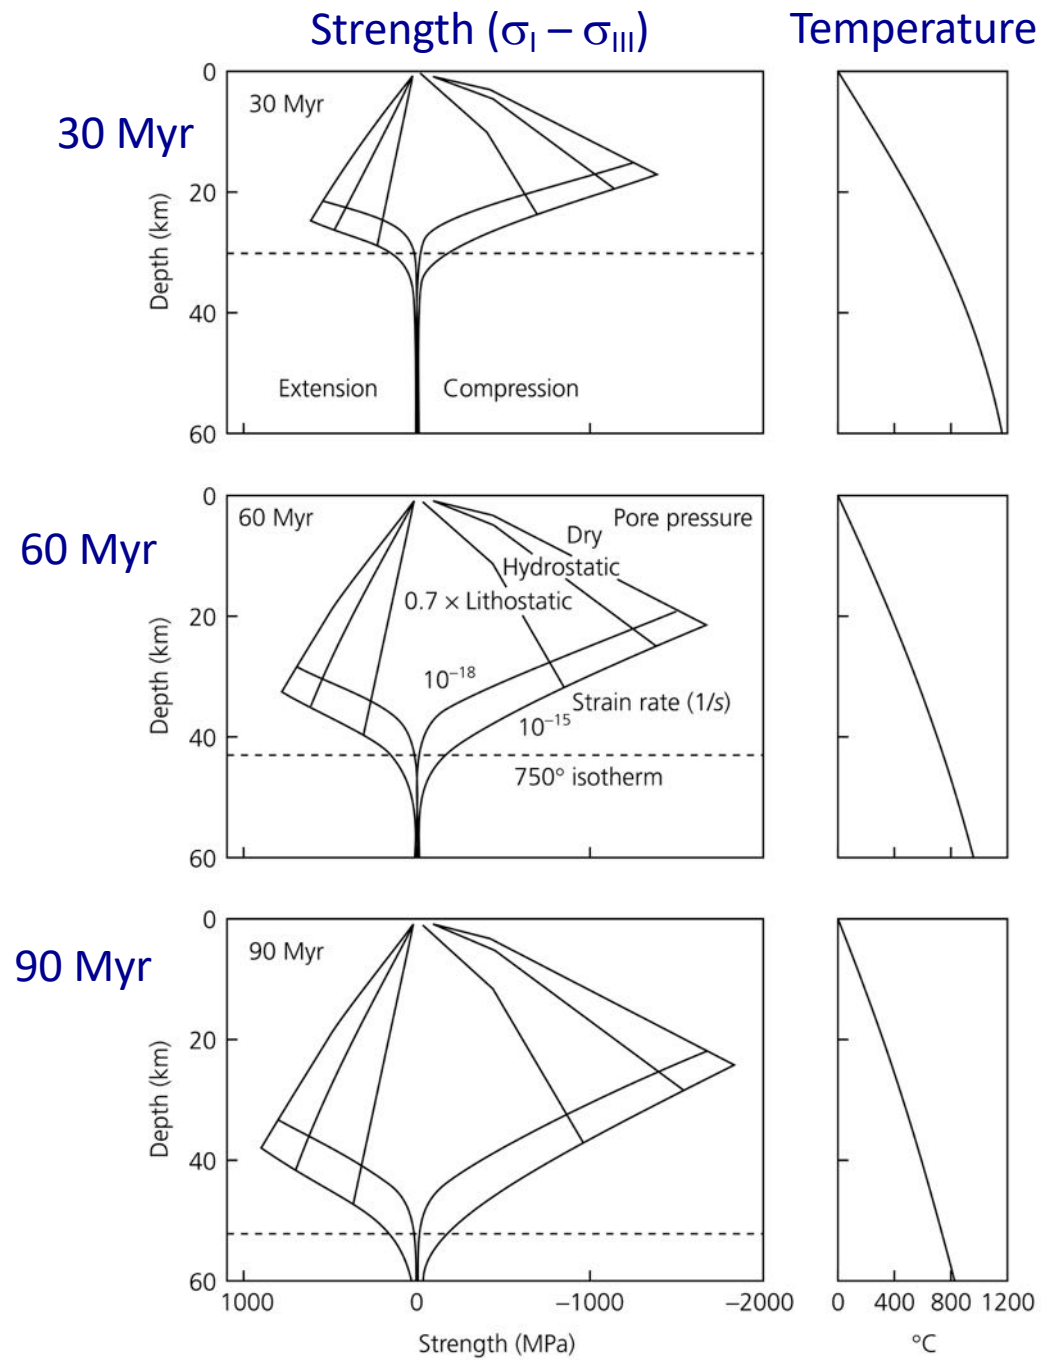 Strength (σI – σIII)
Temperature
30 Myr
0
20
40
60
Depth (km)
30 Myr
Extension
Compression
60 Myr
0
20
40
60
Depth (km)
60 Myr
Pore pressure
Dry
Hydrostatic
0.7 × Lithostatic
10⁻¹⁸
Strain rate (1/s)
10⁻¹⁵
750° isotherm
90 Myr
0
20
40
60
Depth (km)
90 Myr
1000 0 –1000 –2000
Strength (MPa)
0 400 800 1200
°C